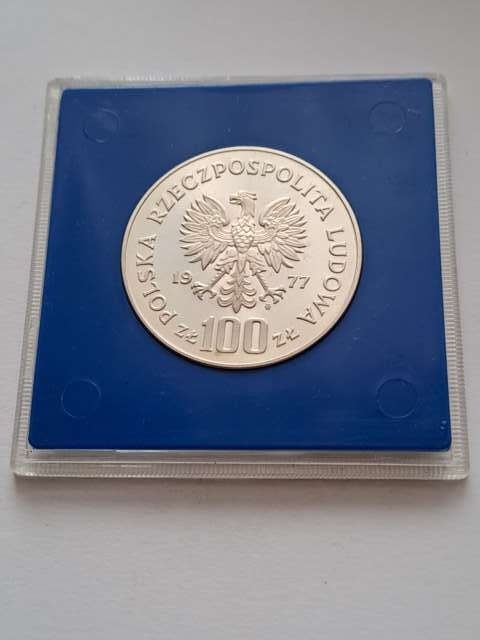 POLSKA RZECZPOSPOLITA LUDOWA
19 77
ZŁ 100 ZŁ